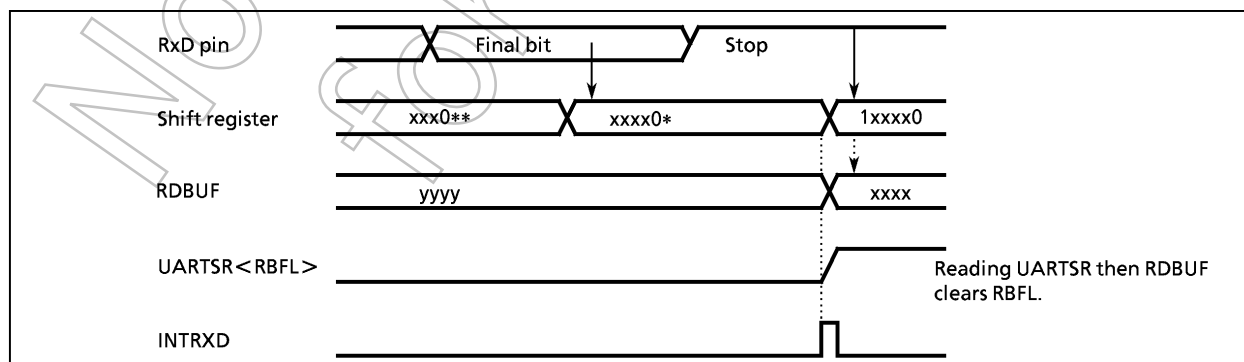 RxD pin
Final bit
Stop
Shift register
xxx0**
xxxx0*
1xxxx0
RDBUF
yyyy
xxxx
UARTSR<RBFL>
Reading UARTSR then RDBUF
clears RBFL.
INTRXD